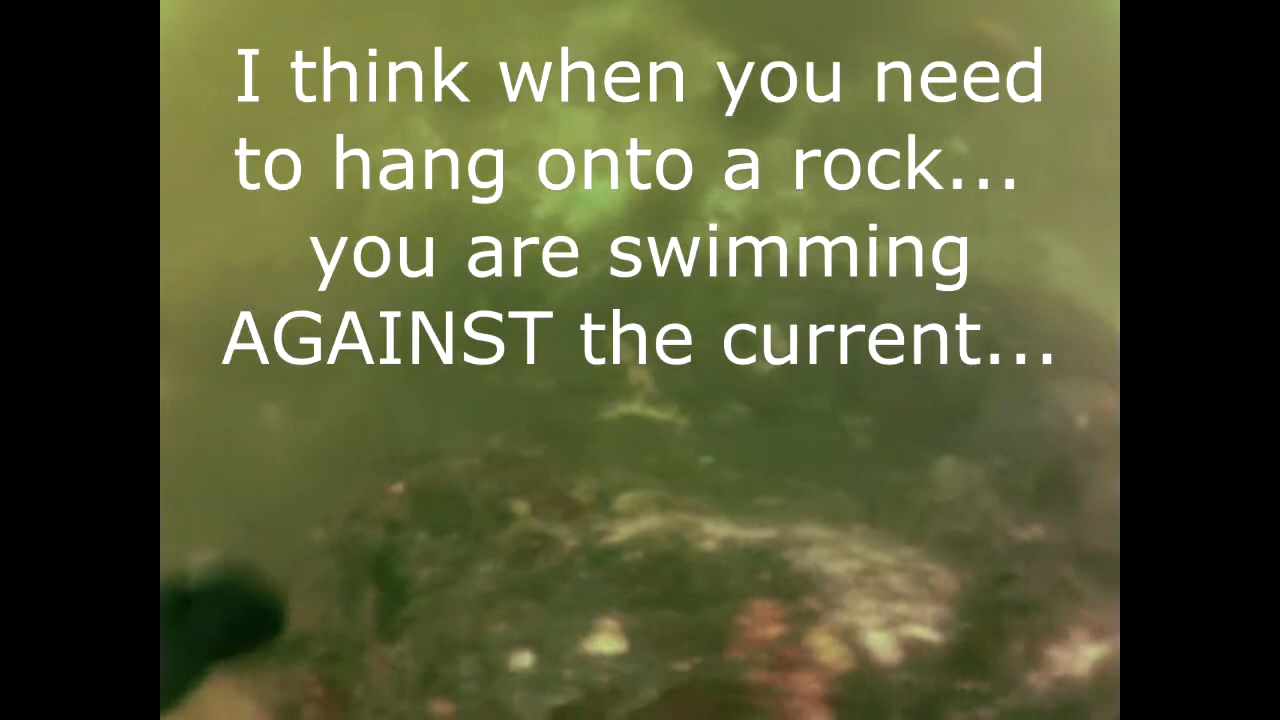 I think when you need
to hang onto a rock...
you are swimming
AGAINST the current...